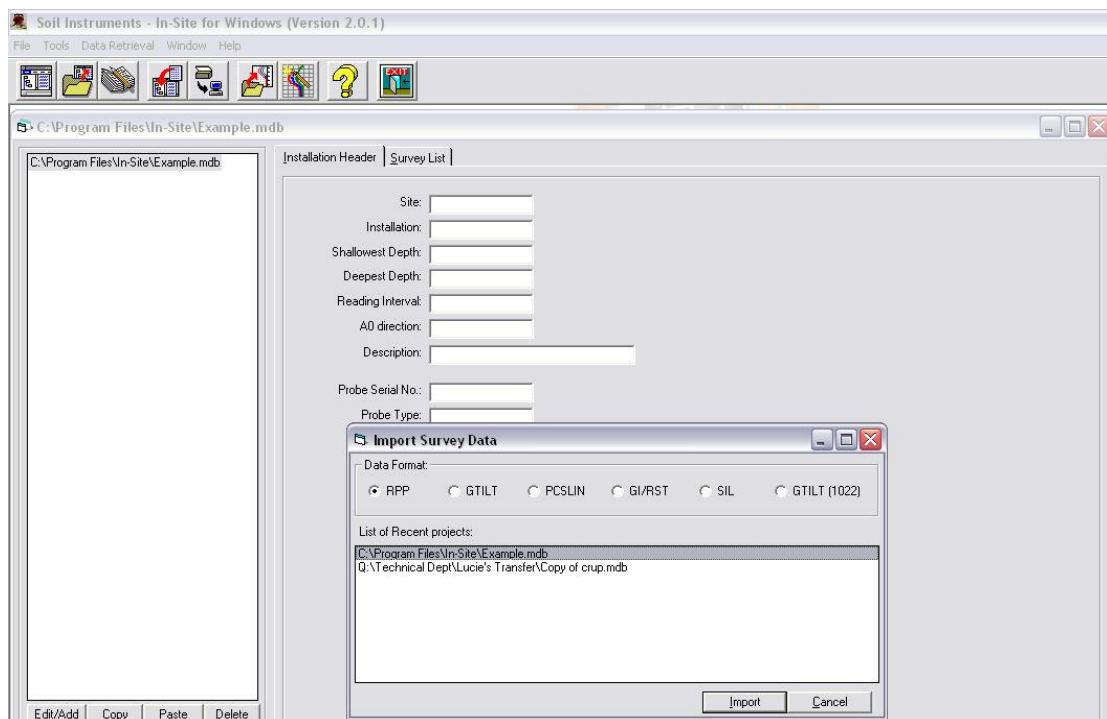 Soil Instruments - In-Site for Windows (Version 2.0.1)
File Tools Data Retrieval Window Help
EXIT
C:\Program Files\In-Site\Example.mdb
C:\Program Files\In-Site\Example.mdb
Installation Header Survey List
Site:
Installation:
Shallowest Depth:
Deepest Depth:
Reading Interval:
A0 direction:
Description:
Probe Serial No.:
Probe Type:
Import Survey Data
Data Format:
RPP GTILT PCSLIN GI/RST SIL GTILT (1022)
List of Recent projects:
C:\Program Files\In-Site\Example.mdb
Q:\Technical Dept\Lucie's Transfer\Copy of crup.mdb
Import Cancel
Edit/Add Copy Paste Delete